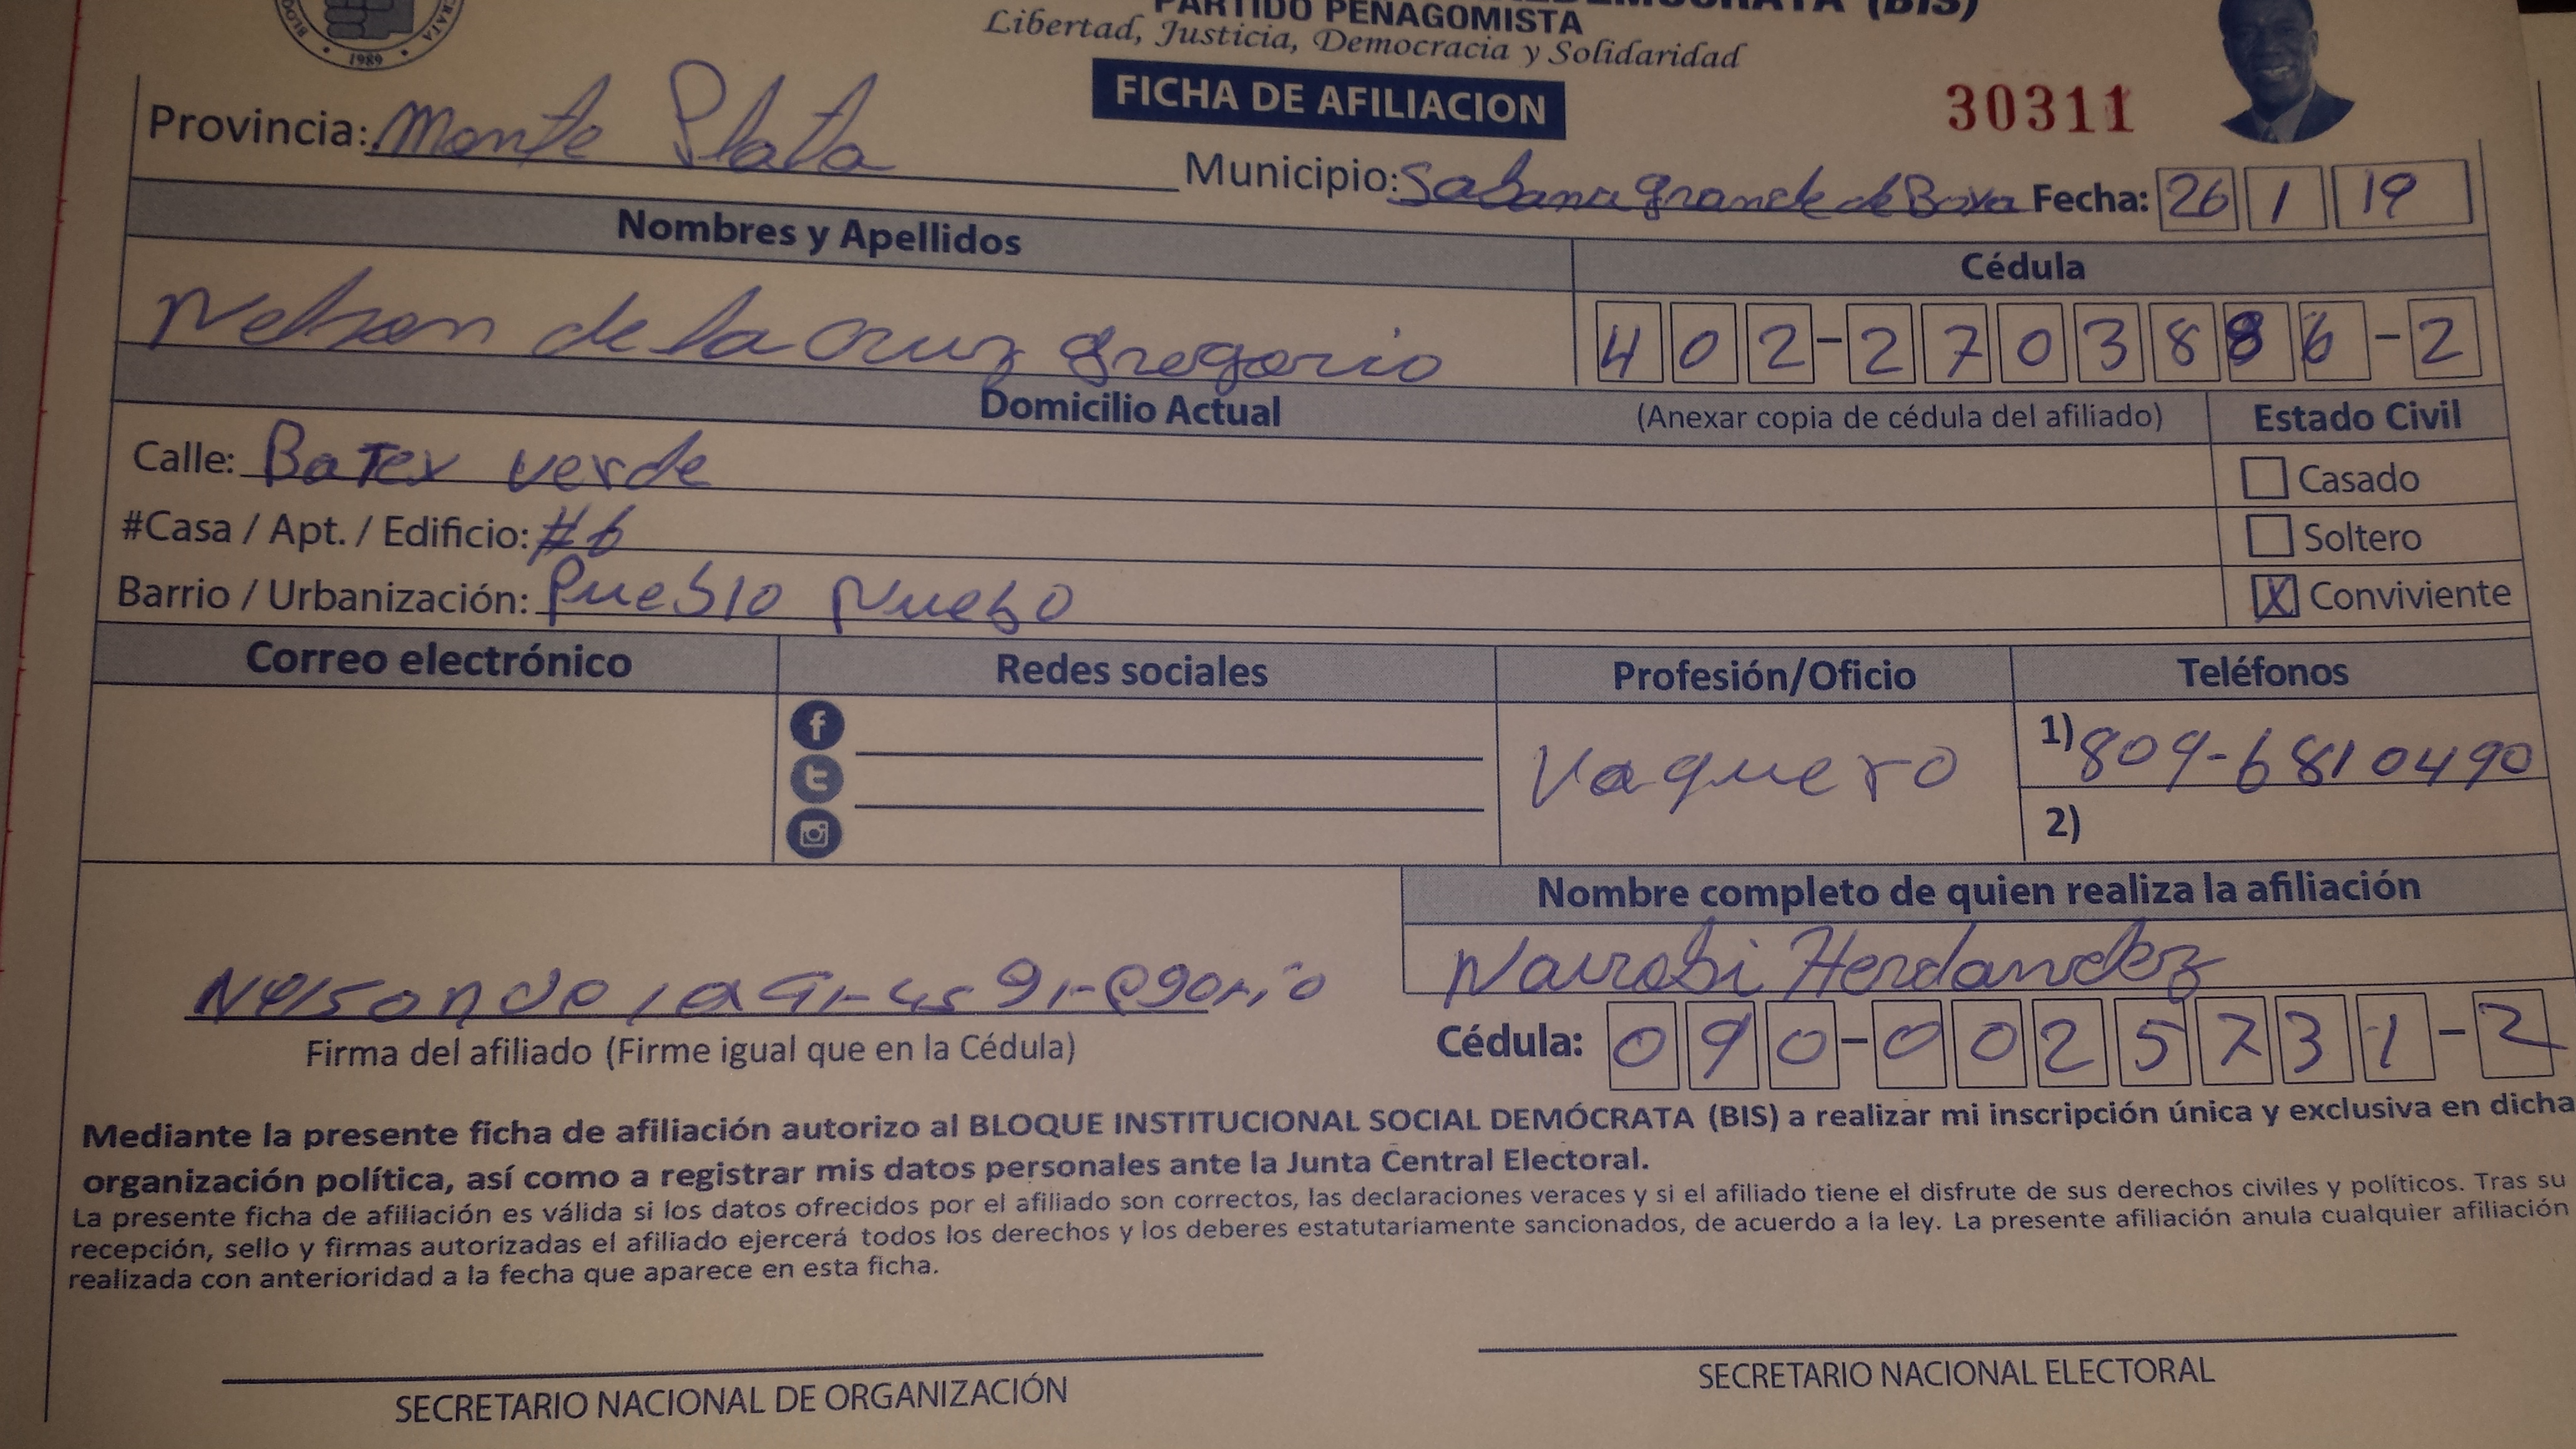 1989
PARTIDO PEÑAGOMISTA
Libertad, Justicia, Democracia y Solidaridad
FICHA DE AFILIACION
30311
Provincia: Monte Plata
Municipio: Sabana grande de Boya Fecha: 26 1 19
Nombres y Apellidos
Cédula
Nelson de la Cruz gregorio
402-2703886-2
Domicilio Actual
(Anexar copia de cédula del afiliado)
Estado Civil
Calle: Batey verde
Casado
#Casa / Apt. / Edificio: #6
Soltero
Barrio / Urbanización: Pueblo Nuebo
X Conviviente
Correo electrónico
Redes sociales
Profesión/Oficio
Teléfonos
Vaquero
1) 809-6810490
2)
Nombre completo de quien realiza la afiliación
Nairobi Herdandez
Nelson de la
Firma del afiliado (Firme igual que en la Cédula)
Cédula: 090-0025731-2
Mediante la presente ficha de afiliación autorizo al BLOQUE INSTITUCIONAL SOCIAL DEMÓCRATA (BIS) a realizar mi inscripción única y exclusiva en dicha
organización política, así como a registrar mis datos personales ante la Junta Central Electoral.
La presente ficha de afiliación es válida si los datos ofrecidos por el afiliado son correctos, las declaraciones veraces y si el afiliado tiene el disfrute de sus derechos civiles y políticos. Tras su
recepción, sello y firmas autorizadas el afiliado ejercerá todos los derechos y los deberes estatutariamente sancionados, de acuerdo a la ley. La presente afiliación anula cualquier afiliación
realizada con anterioridad a la fecha que aparece en esta ficha.
SECRETARIO NACIONAL DE ORGANIZACIÓN
SECRETARIO NACIONAL ELECTORAL